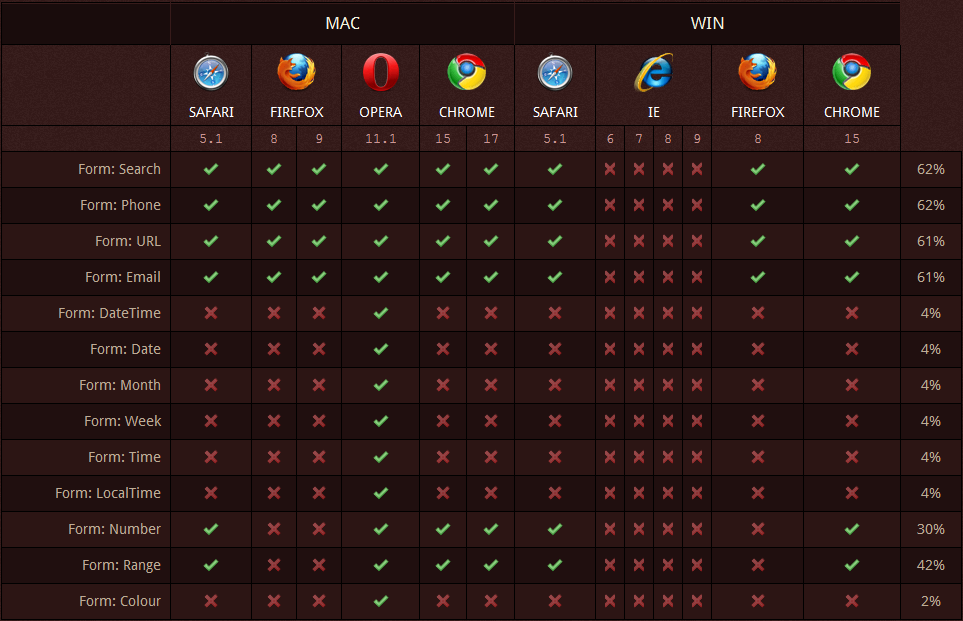 MAC WIN
SAFARI FIREFOX OPERA CHROME SAFARI IE FIREFOX CHROME
5.1 8 9 11.1 15 17 5.1 6 7 8 9 8 15
Form: Search 62%
Form: Phone 62%
Form: URL 61%
Form: Email 61%
Form: DateTime 4%
Form: Date 4%
Form: Month 4%
Form: Week 4%
Form: Time 4%
Form: LocalTime 4%
Form: Number 30%
Form: Range 42%
Form: Colour 2%